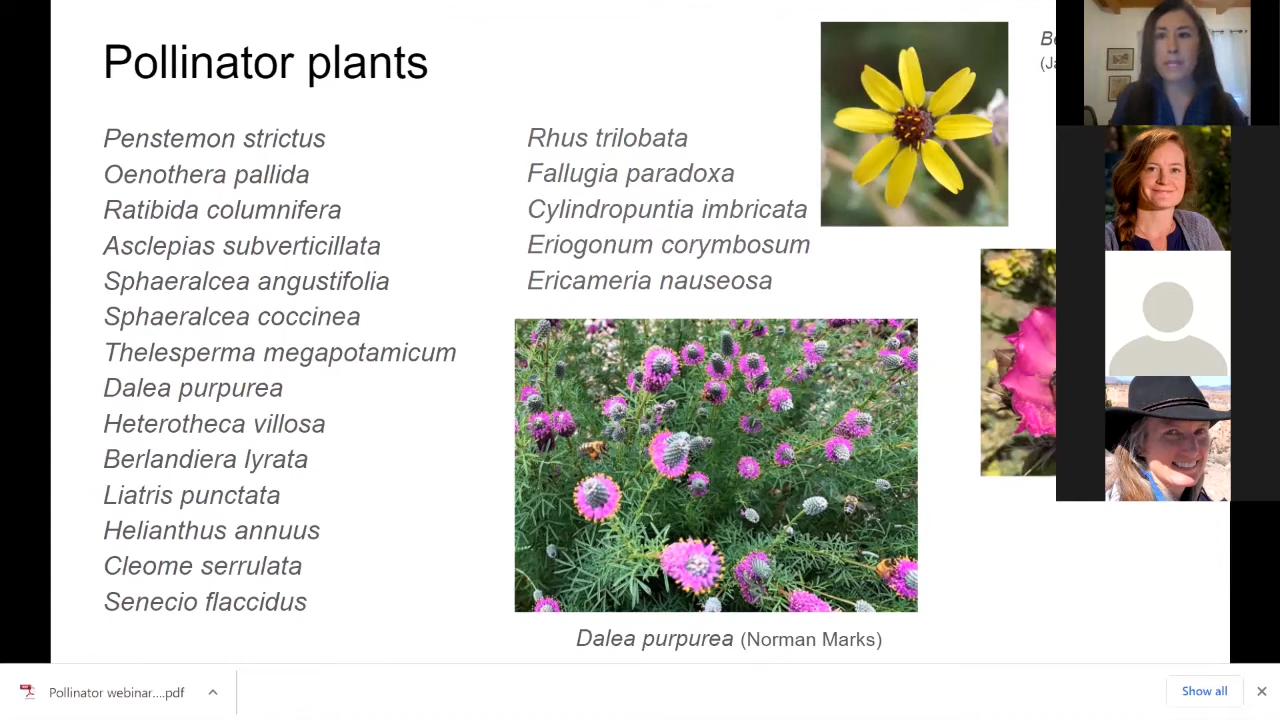 Pollinator plants
Penstemon strictus
Oenothera pallida
Ratibida columnifera
Asclepias subverticillata
Sphaeralcea angustifolia
Sphaeralcea coccinea
Thelesperma megapotamicum
Dalea purpurea
Heterotheca villosa
Berlandiera lyrata
Liatris punctata
Helianthus annuus
Cleome serrulata
Senecio flaccidus
Rhus trilobata
Fallugia paradoxa
Cylindropuntia imbricata
Eriogonum corymbosum
Ericameria nauseosa
Dalea purpurea (Norman Marks)
Pollinator webinar....pdf
Show all